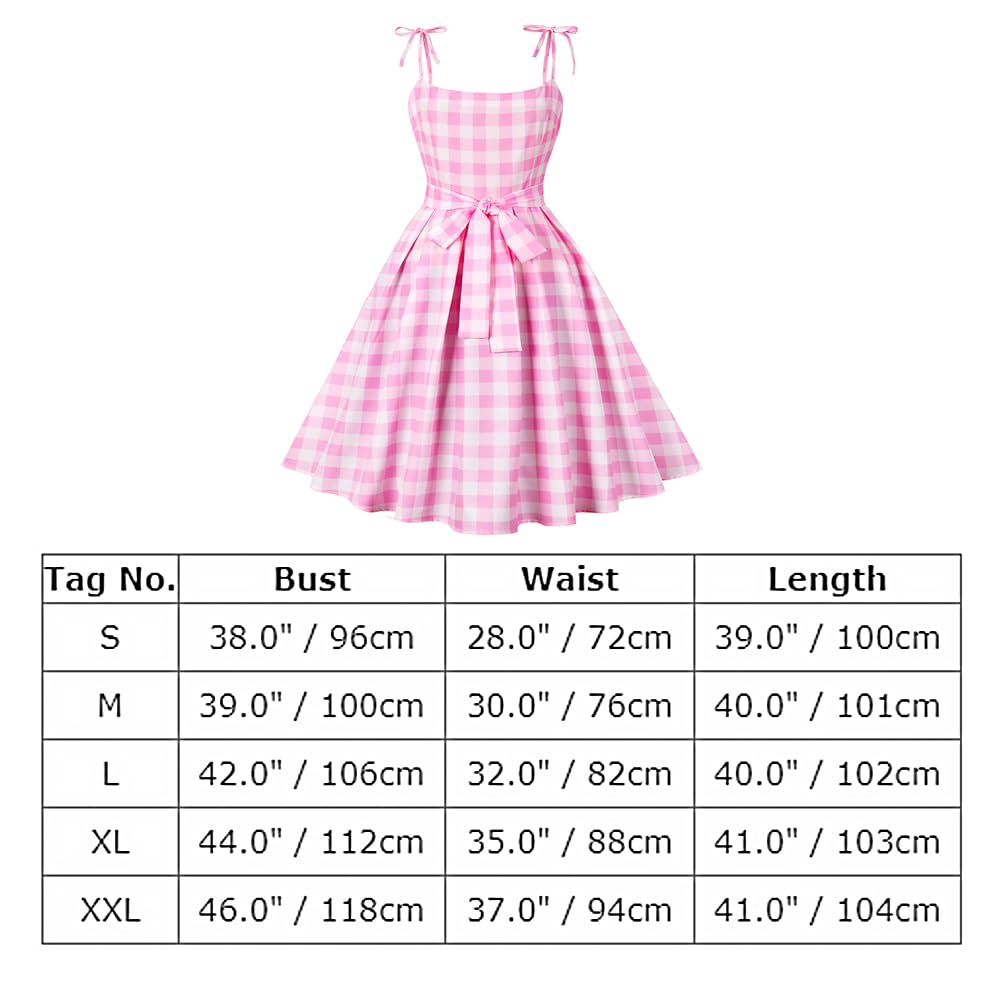 Tag No. Bust Waist Length
S 38.0" / 96cm 28.0" / 72cm 39.0" / 100cm
M 39.0" / 100cm 30.0" / 76cm 40.0" / 101cm
L 42.0" / 106cm 32.0" / 82cm 40.0" / 102cm
XL 44.0" / 112cm 35.0" / 88cm 41.0" / 103cm
XXL 46.0" / 118cm 37.0" / 94cm 41.0" / 104cm